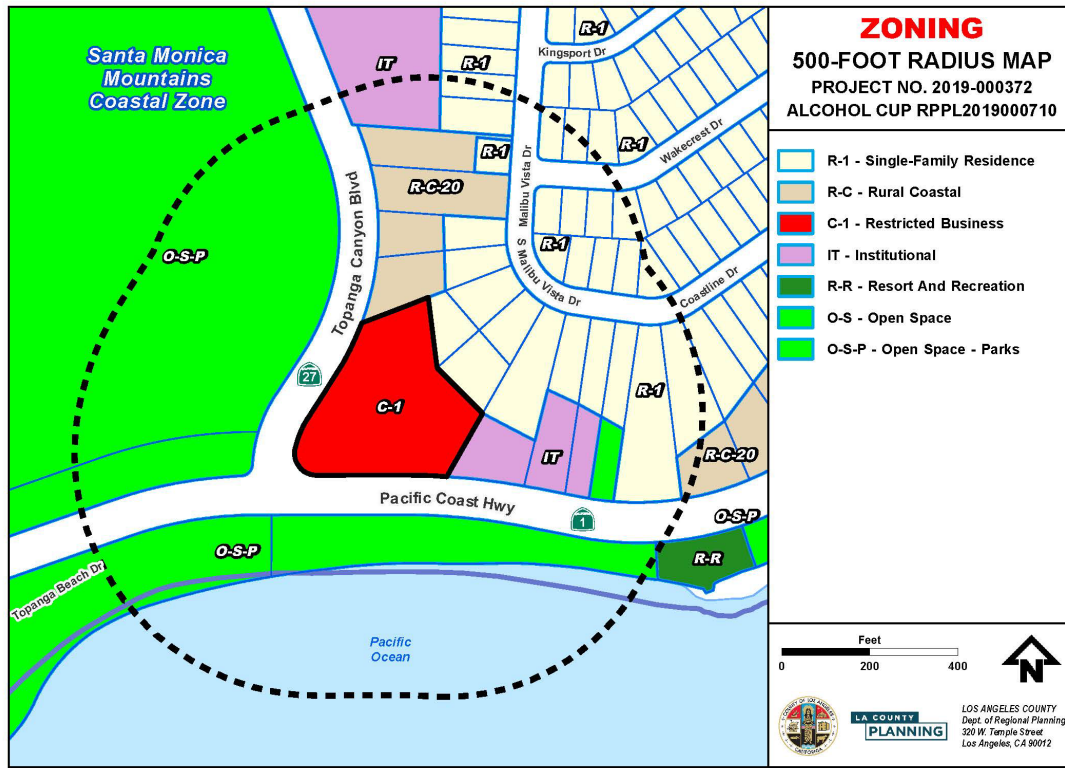 Santa Monica
Mountains
Coastal Zone
IT
R-1
R-1
Kingsport Dr
R-1
R-1
Wakecrest Dr
R-C-20
Malibu Vista Dr
Topanga Canyon Blvd
O-S-P
R-1
S Malibu Vista Dr
Coastline Dr
27
C-1
R-1
IT
R-C-20
Pacific Coast Hwy
1
O-S-P
O-S-P
R-R
Topanga Beach Dr
Pacific
Ocean
ZONING
500-FOOT RADIUS MAP
PROJECT NO. 2019-000372
ALCOHOL CUP RPPL2019000710
R-1 - Single-Family Residence
R-C - Rural Coastal
C-1 - Restricted Business
IT - Institutional
R-R - Resort And Recreation
O-S - Open Space
O-S-P - Open Space - Parks
Feet
0 200 400
N
LA COUNTY
PLANNING
LOS ANGELES COUNTY
Dept. of Regional Planning
320 W. Temple Street
Los Angeles, CA 90012